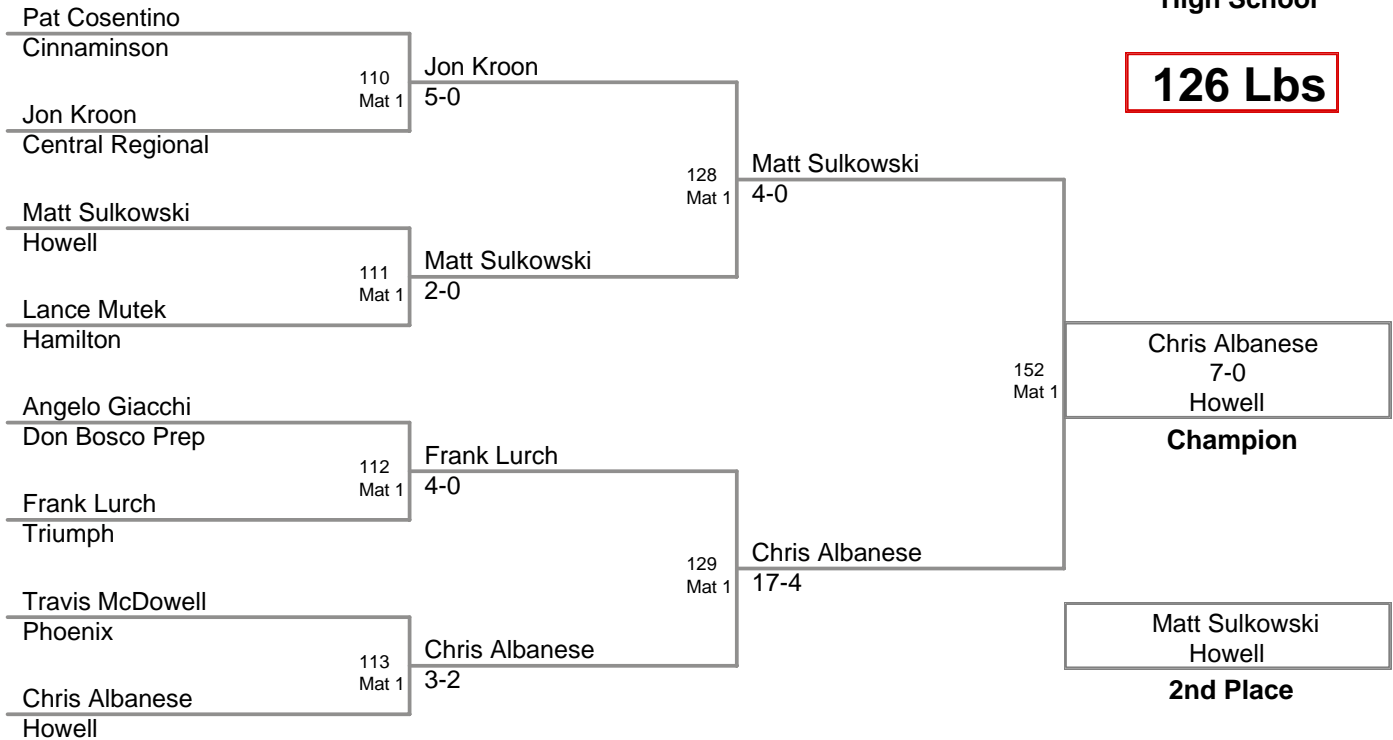 High School
126 Lbs
Pat Cosentino
Cinnaminson
110
Mat 1
Jon Kroon
Central Regional
Jon Kroon
5-0
Matt Sulkowski
Howell
111
Mat 1
Lance Mutek
Hamilton
Matt Sulkowski
2-0
128
Mat 1
Matt Sulkowski
4-0
Angelo Giacchi
Don Bosco Prep
112
Mat 1
Frank Lurch
Triumph
Frank Lurch
4-0
Travis McDowell
Phoenix
113
Mat 1
Chris Albanese
Howell
Chris Albanese
3-2
129
Mat 1
Chris Albanese
17-4
152
Mat 1
Chris Albanese
7-0
Howell
Champion
Matt Sulkowski
Howell
2nd Place